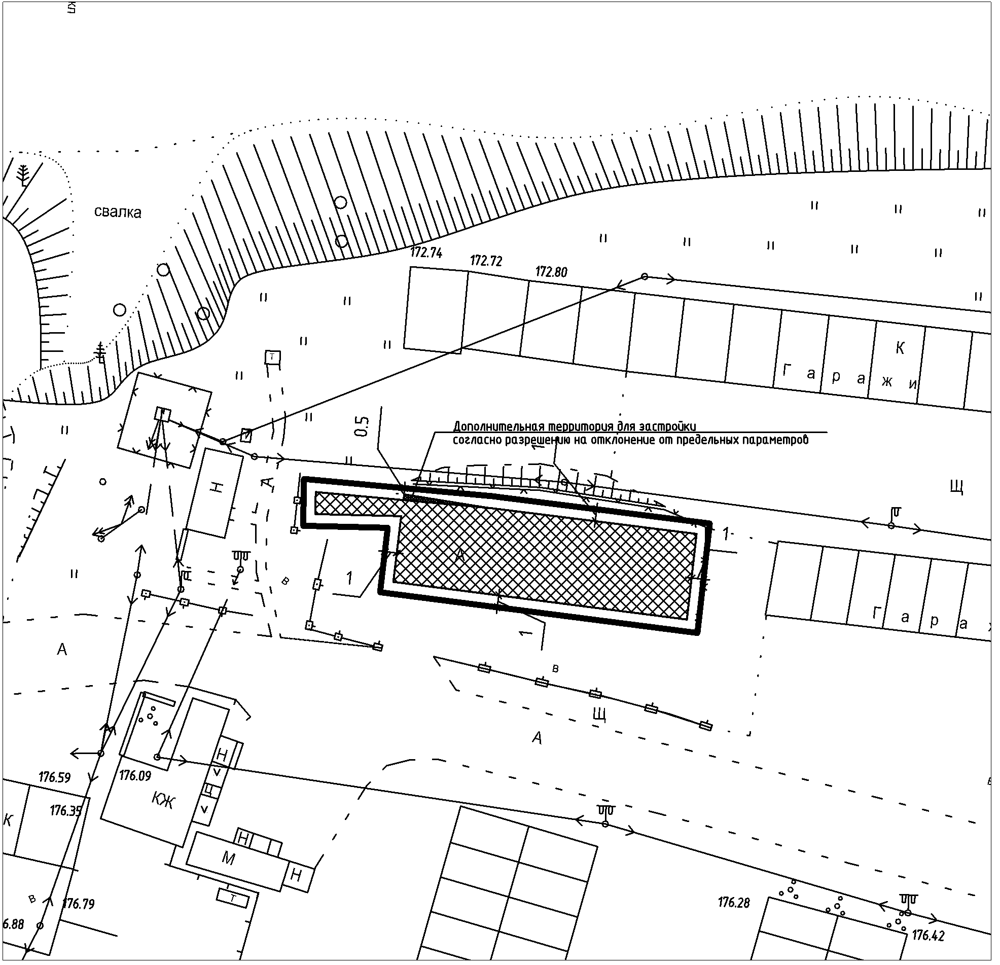 КП
свалка
172.74
172.72
172.80
К
Г а р а ж и
Т
0.5
Дополнительная территория для застройки
согласно разрешению на отклонение от предельных параметров
1
Н
А
Щ
1
А
1
В
Г а р а
А
1
В
Щ
А
176.59
176.09
176.35
КЖ
К
Н
Ц
Н
М
Н
Т
В
176.79
6.88
176.28
176.42